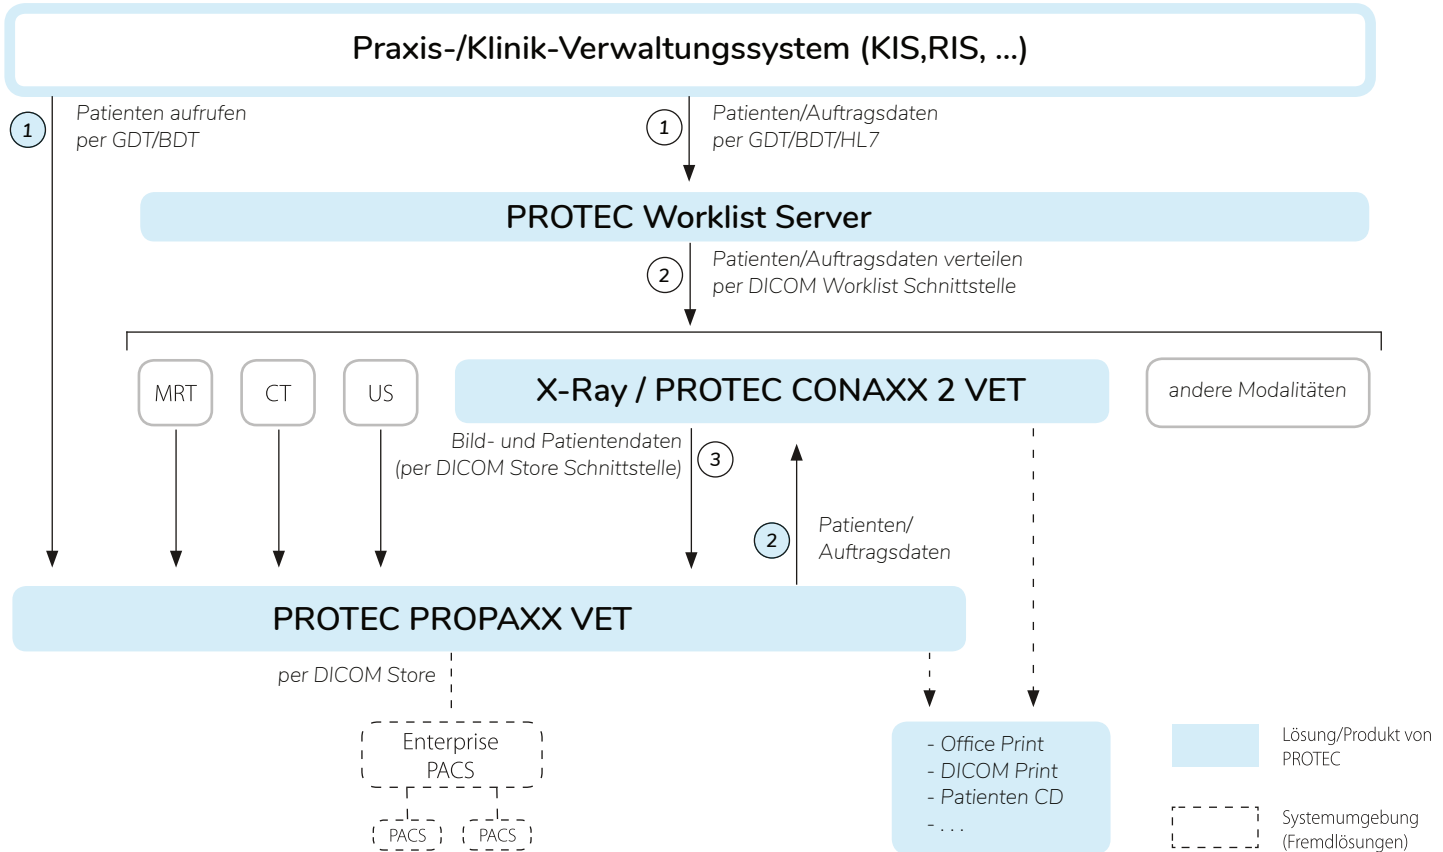 Praxis-/Klinik-Verwaltungssystem (KIS,RIS, ...)
1
Patienten aufrufen
per GDT/BDT
1
Patienten/Auftragsdaten
per GDT/BDT/HL7
PROTEC Worklist Server
2
Patienten/Auftragsdaten verteilen
per DICOM Worklist Schnittstelle
MRT
CT
US
X-Ray / PROTEC CONAXX 2 VET
andere Modalitäten
Bild- und Patientendaten
(per DICOM Store Schnittstelle)
3
2
Patienten/
Auftragsdaten
PROTEC PROPAXX VET
per DICOM Store
Enterprise
PACS
PACS
PACS
- Office Print
- DICOM Print
- Patienten CD
- . . .
Lösung/Produkt von
PROTEC
Systemumgebung
(Fremdlösungen)